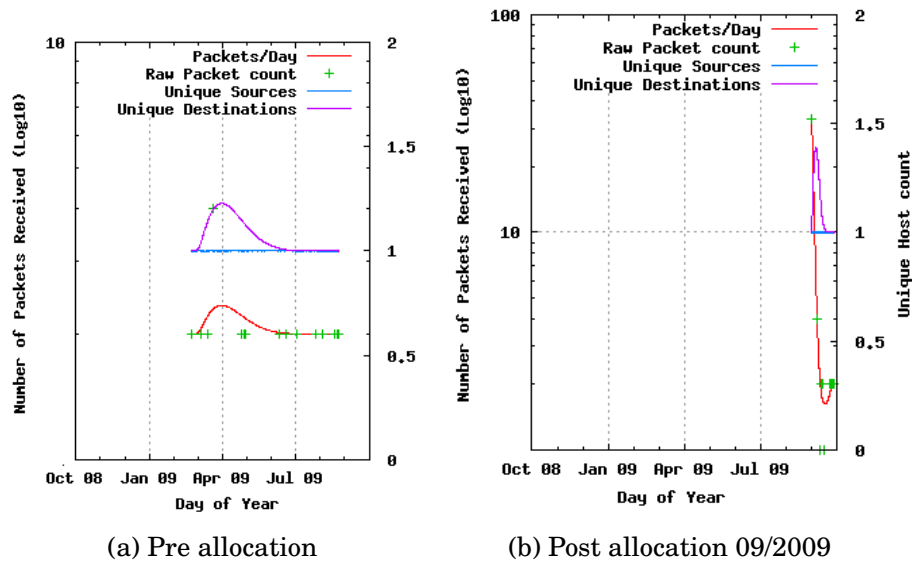 10
2
1.5
1
0.5
0
Packets/Day
Raw Packet count
Unique Sources
Unique Destinations
Number of Packets Received (Log10)
Oct 08 Jan 09 Apr 09 Jul 09
Day of Year
(a) Pre allocation
100
10
1
2
1.5
1
0.5
0
Packets/Day
Raw Packet count
Unique Sources
Unique Destinations
Number of Packets Received (Log10)
Unique Host count
Oct 08 Jan 09 Apr 09 Jul 09
Day of Year
(b) Post allocation 09/2009